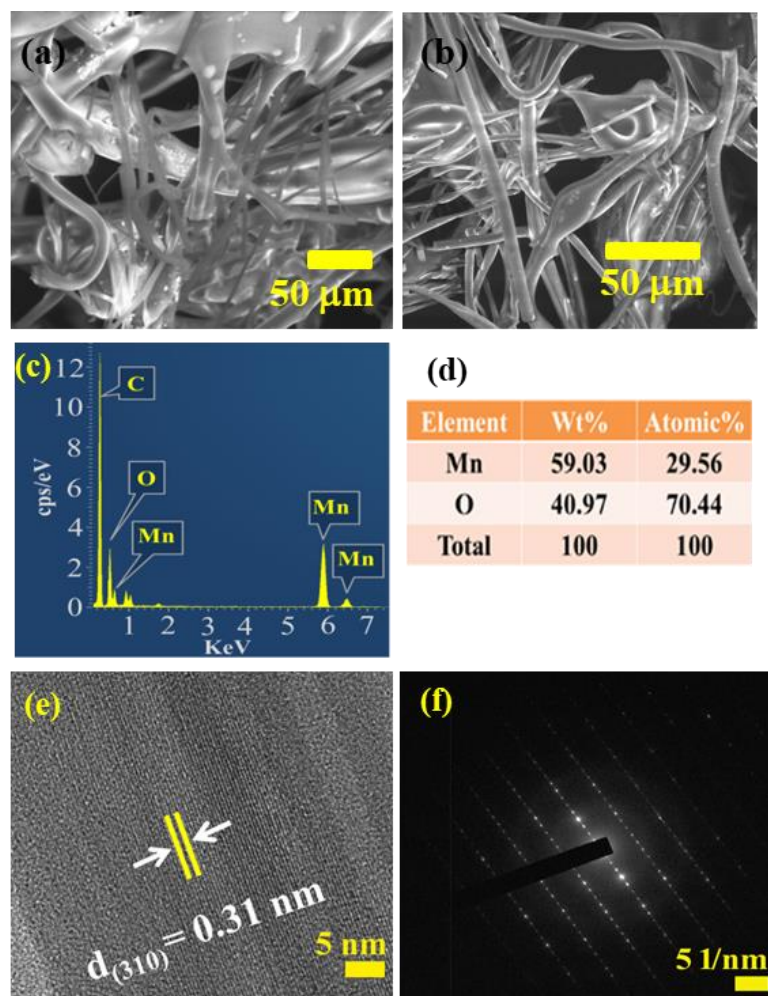 (a)
50 μm
(b)
50 μm
(c)
12
10
8
6
4
2
0
cps/eV
C
O
Mn
Mn
Mn
1 2 3 4 5 6 7
KeV
(d)
Element Wt% Atomic%
Mn 59.03 29.56
O 40.97 70.44
Total 100 100
(e)
d(310) = 0.31 nm
5 nm
(f)
5 1/nm